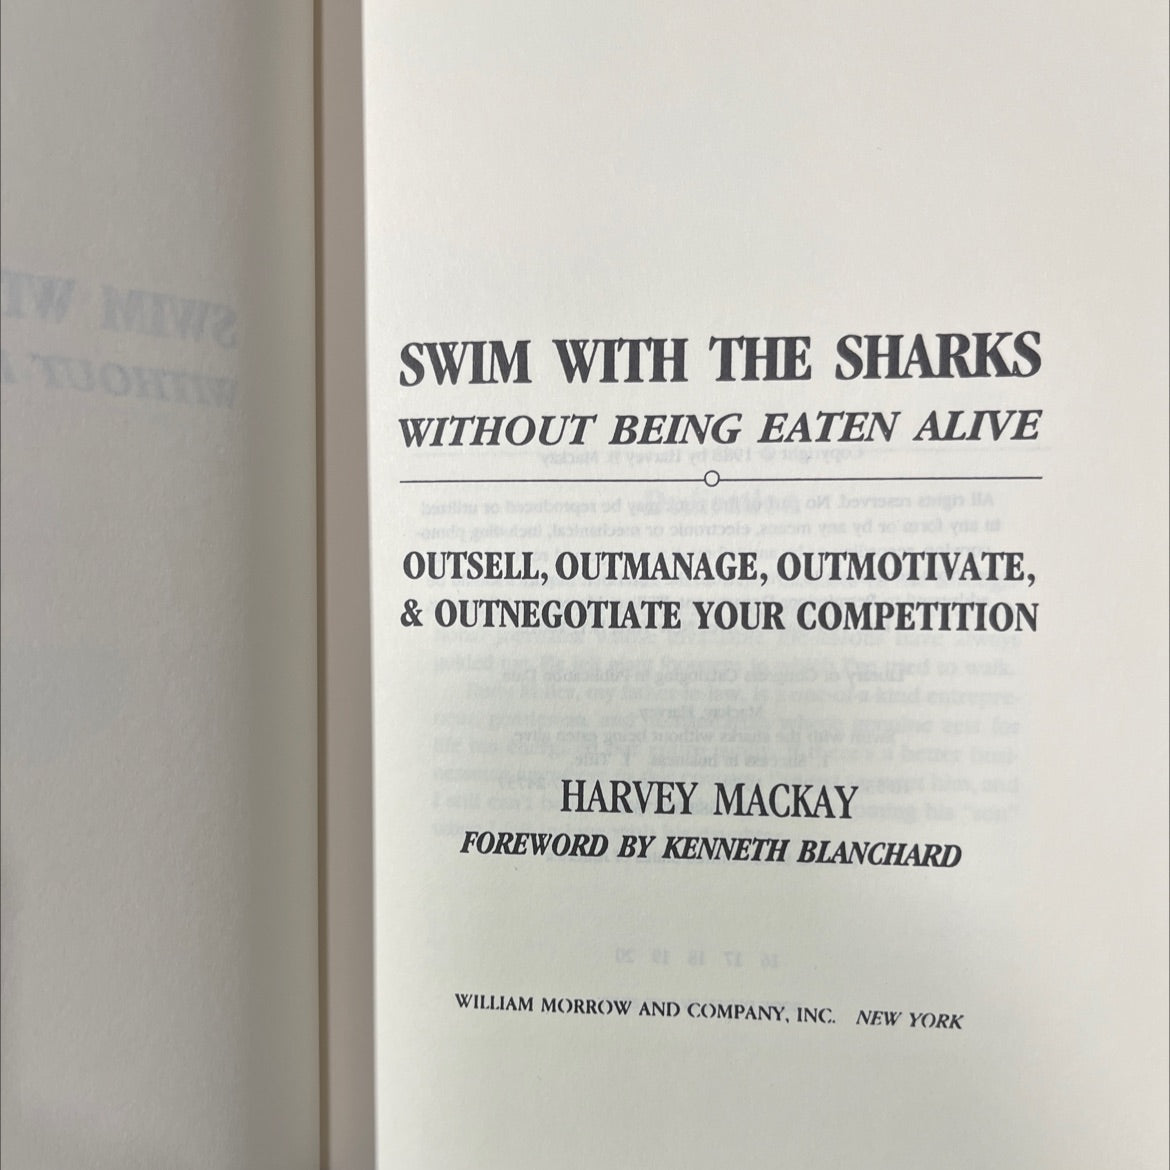 SWIM WITH THE SHARKS
WITHOUT BEING EATEN ALIVE
OUTSELL, OUTMANAGE, OUTMOTIVATE,
& OUTNEGOTIATE YOUR COMPETITION
HARVEY MACKAY
FOREWORD BY KENNETH BLANCHARD
WILLIAM MORROW AND COMPANY, INC. NEW YORK